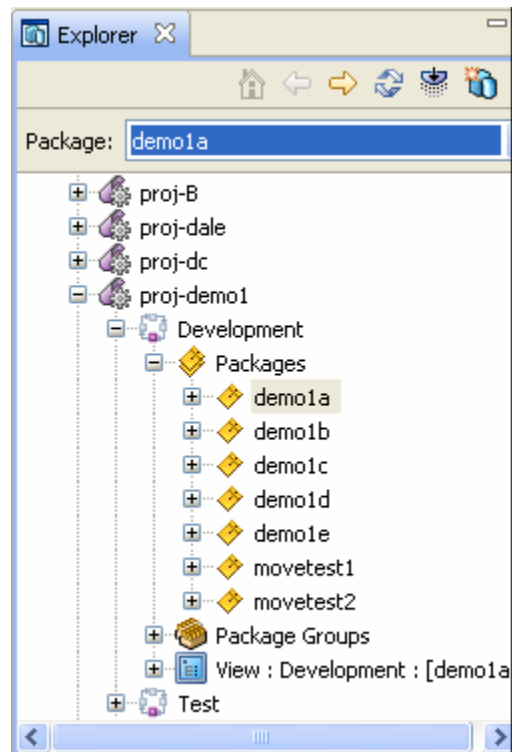 Explorer
Package: demo1a
proj-B
proj-dale
proj-dc
proj-demo1
Development
Packages
demo1a
demo1b
demo1c
demo1d
demo1e
movetest1
movetest2
Package Groups
View : Development : [demo1a
Test